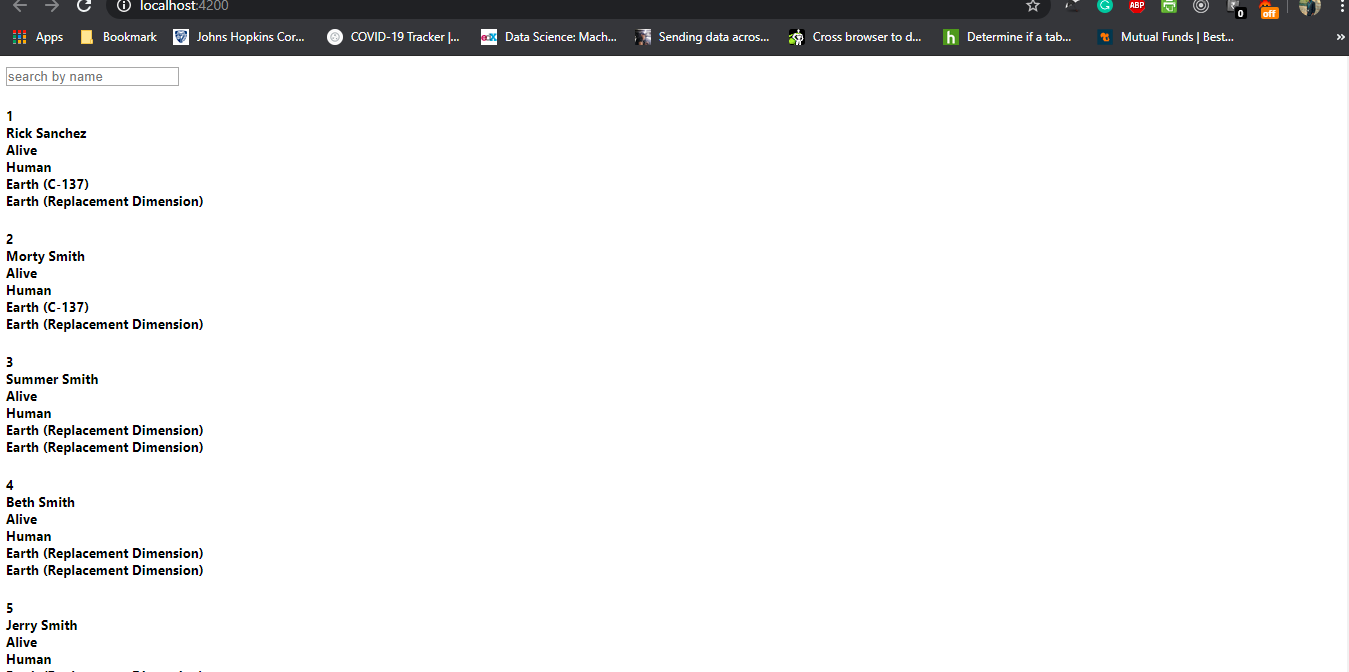 localhost:4200
ABP
0
off
Apps
Bookmark
Johns Hopkins Cor...
COVID-19 Tracker |...
edX
Data Science: Mach...
Sending data acros...
Cross browser to d...
h
Determine if a tab...
Mutual Funds | Best...
»
search by name
1
Rick Sanchez
Alive
Human
Earth (C-137)
Earth (Replacement Dimension)
2
Morty Smith
Alive
Human
Earth (C-137)
Earth (Replacement Dimension)
3
Summer Smith
Alive
Human
Earth (Replacement Dimension)
Earth (Replacement Dimension)
4
Beth Smith
Alive
Human
Earth (Replacement Dimension)
Earth (Replacement Dimension)
5
Jerry Smith
Alive
Human